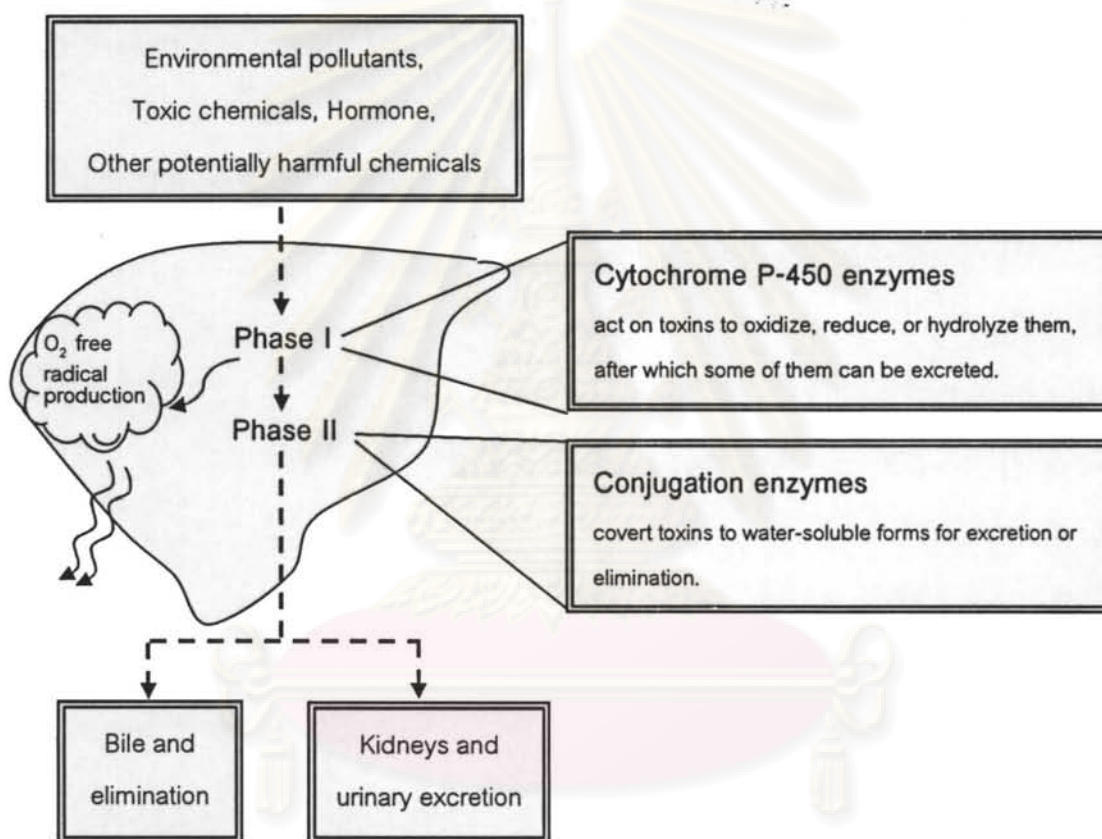 Environmental pollutants,
Toxic chemicals, Hormone,
Other potentially harmful chemicals
Cytochrome P-450 enzymes
act on toxins to oxidize, reduce, or hydrolyze them,
after which some of them can be excreted.
Phase I
O₂ free
radical
production
Phase II
Conjugation enzymes
covert toxins to water-soluble forms for excretion or
elimination.
Bile and
elimination
Kidneys and
urinary excretion